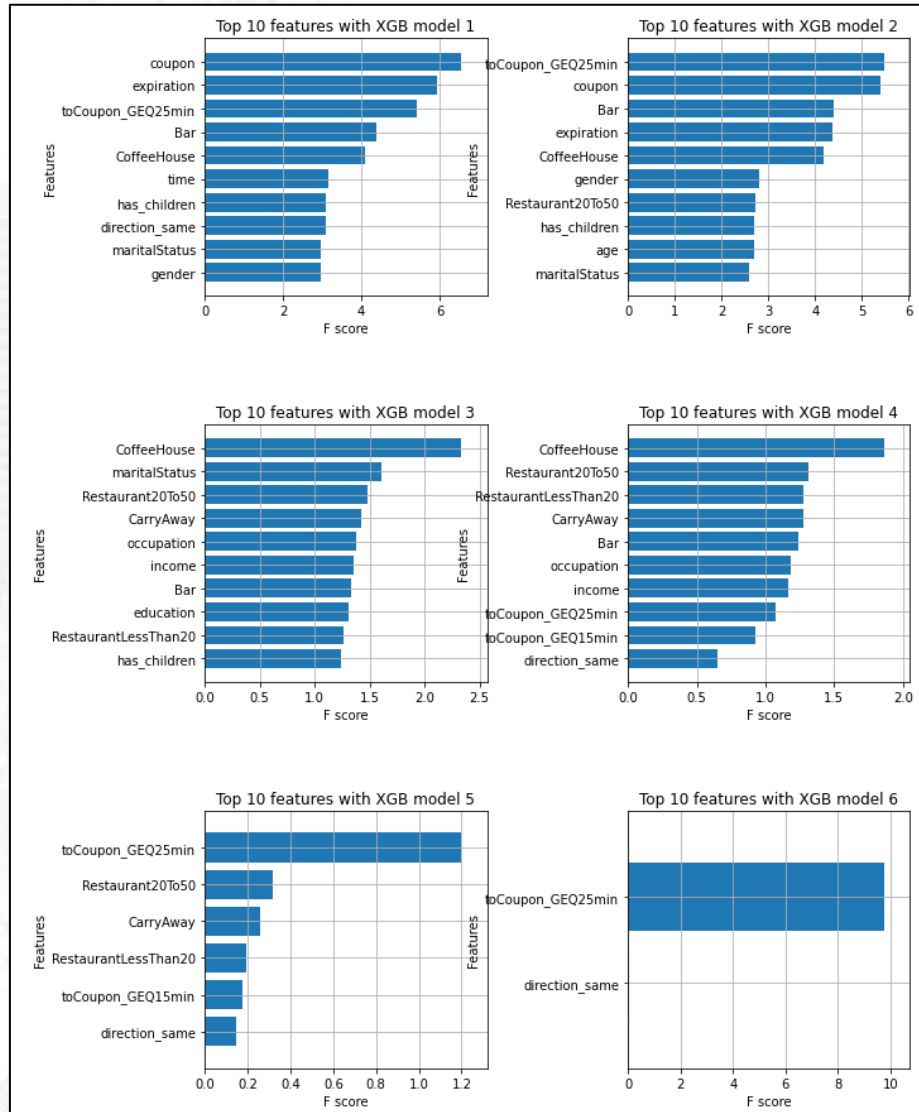 Top 10 features with XGB model 1
Features
coupon
expiration
toCoupon_GEQ25min
Bar
CoffeeHouse
time
has_children
direction_same
maritalStatus
gender
0 2 4 6
F score
Top 10 features with XGB model 2
Features
toCoupon_GEQ25min
coupon
Bar
expiration
CoffeeHouse
gender
Restaurant20To50
has_children
age
maritalStatus
0 1 2 3 4 5 6
F score
Top 10 features with XGB model 3
Features
CoffeeHouse
maritalStatus
Restaurant20To50
CarryAway
occupation
income
Bar
education
RestaurantLessThan20
has_children
0.0 0.5 1.0 1.5 2.0 2.5
F score
Top 10 features with XGB model 4
Features
CoffeeHouse
Restaurant20To50
RestaurantLessThan20
CarryAway
Bar
occupation
income
toCoupon_GEQ25min
toCoupon_GEQ15min
direction_same
0.0 0.5 1.0 1.5 2.0
F score
Top 10 features with XGB model 5
Features
toCoupon_GEQ25min
Restaurant20To50
CarryAway
RestaurantLessThan20
toCoupon_GEQ15min
direction_same
0.0 0.2 0.4 0.6 0.8 1.0 1.2
F score
Top 10 features with XGB model 6
Features
toCoupon_GEQ25min
direction_same
0 2 4 6 8 10
F score